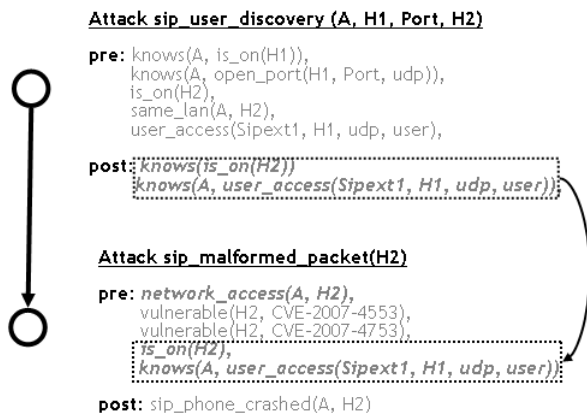 Attack sip_user_discovery (A, H1, Port, H2)
pre: knows(A, is_on(H1)),
knows(A, open_port(H1, Port, udp)),
is_on(H2),
same_lan(A, H2),
user_access(Sipext1, H1, udp, user),
post: knows(is_on(H2))
knows(A, user_access(Sipext1, H1, udp, user))
Attack sip_malformed_packet(H2)
pre: network_access(A, H2),
vulnerable(H2, CVE-2007-4553),
vulnerable(H2, CVE-2007-4753),
is_on(H2),
knows(A, user_access(Sipext1, H1, udp, user))
post: sip_phone_crashed(A, H2)